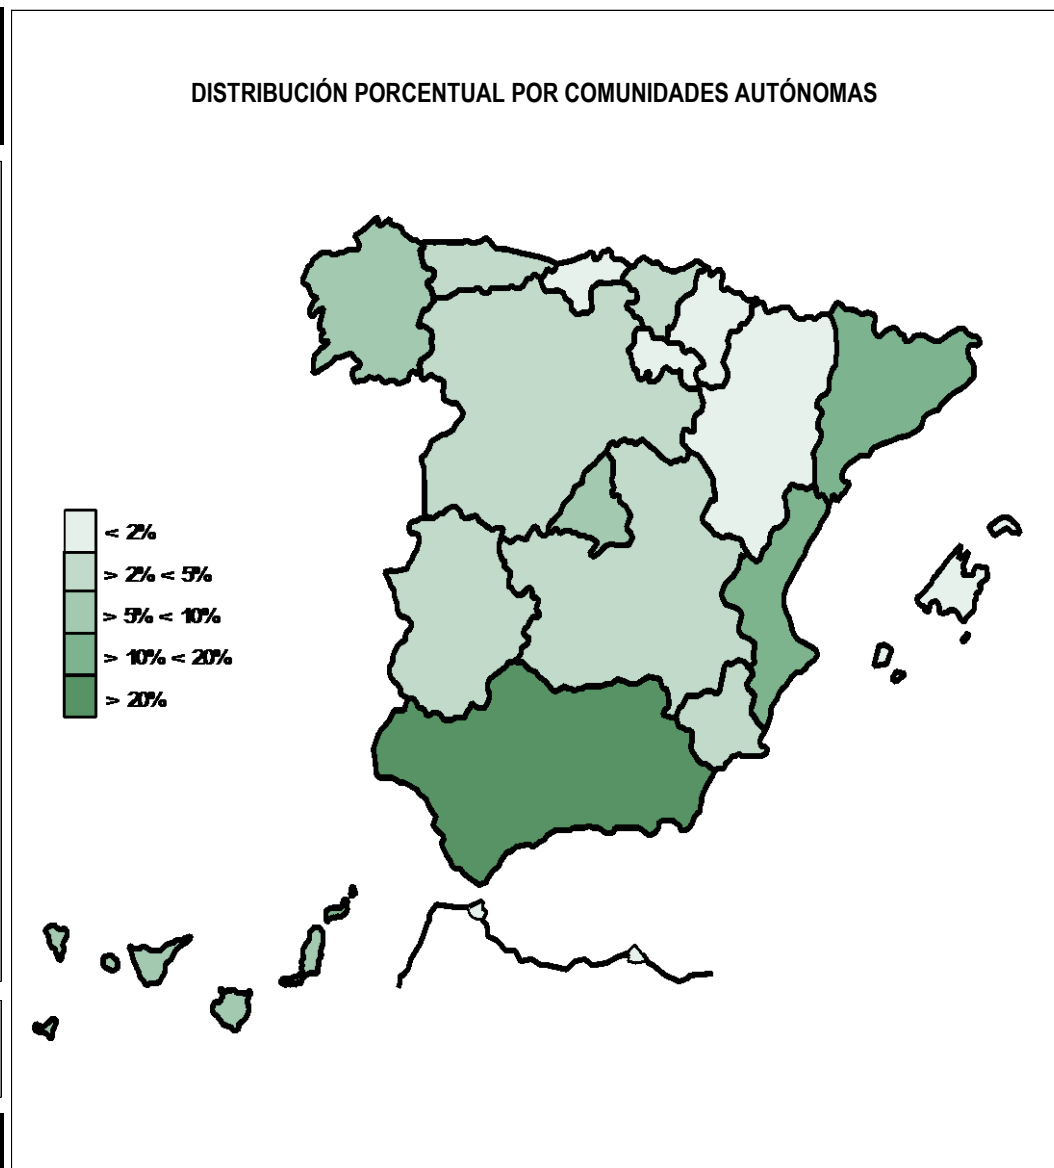 DISTRIBUCIÓN PORCENTUAL POR COMUNIDADES AUTÓNOMAS
< 2%
> 2% < 5%
> 5% < 10%
> 10% < 20%
> 20%